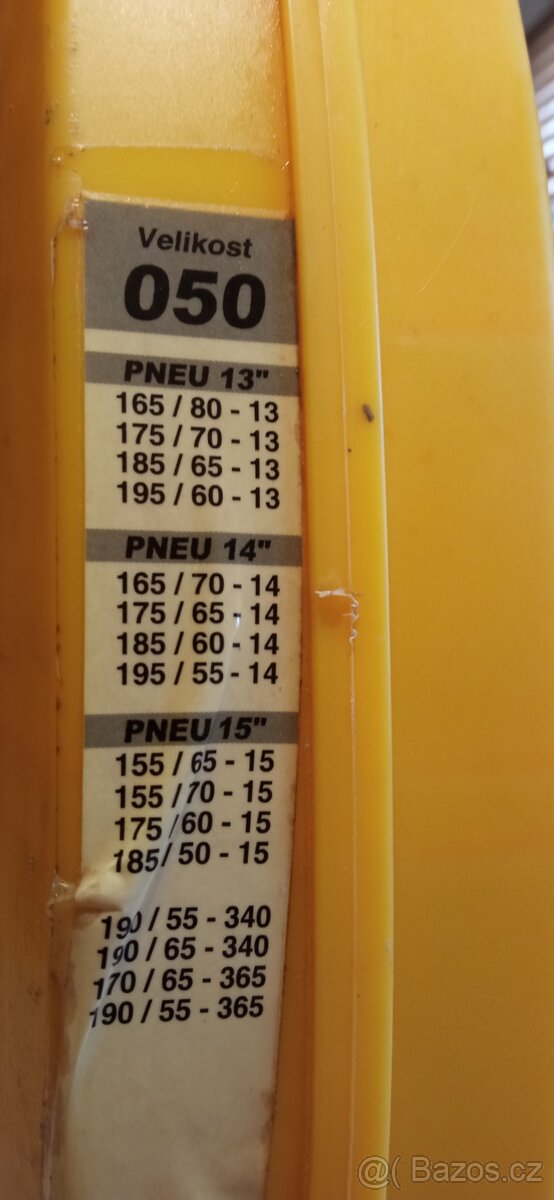 Velikost
050
PNEU 13"
165 / 80 - 13
175 / 70 - 13
185 / 65 - 13
195 / 60 - 13
PNEU 14"
165 / 70 - 14
175 / 65 - 14
185 / 60 - 14
195 / 55 - 14
PNEU 15"
155 / 65 - 15
155 / 70 - 15
175 / 60 - 15
185 / 50 - 15
190 / 55 - 340
190 / 65 - 340
170 / 65 - 365
190 / 55 - 365
@( Bazos.cz